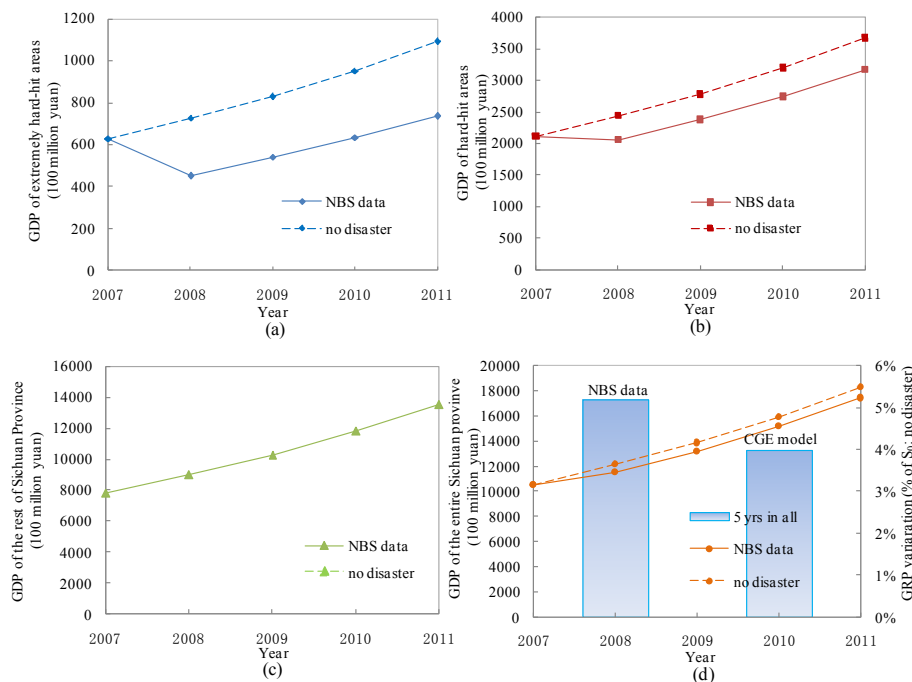 1200
1000
800
600
400
200
0
GDP of extremely hard-hit areas
(100 million yuan)
NBS data
no disaster
2007 2008 2009 2010 2011
Year
(a)
4000
3500
3000
2500
2000
1500
1000
500
0
GDP of hard-hit areas
(100 million yuan)
NBS data
no disaster
2007 2008 2009 2010 2011
Year
(b)
16000
14000
12000
10000
8000
6000
4000
2000
0
GDP of the rest of Sichuan Province
(100 million yuan)
NBS data
no disaster
2007 2008 2009 2010 2011
Year
(c)
20000
18000
16000
14000
12000
10000
8000
6000
4000
2000
0
GDP of the entire Sichuan provinve
(100 million yuan)
NBS data
CGE model
5 yrs in all
NBS data
no disaster
6%
5%
4%
3%
2%
1%
0%
GRP variaration (% of S₀: no disaster)
2007 2008 2009 2010 2011
Year
(d)